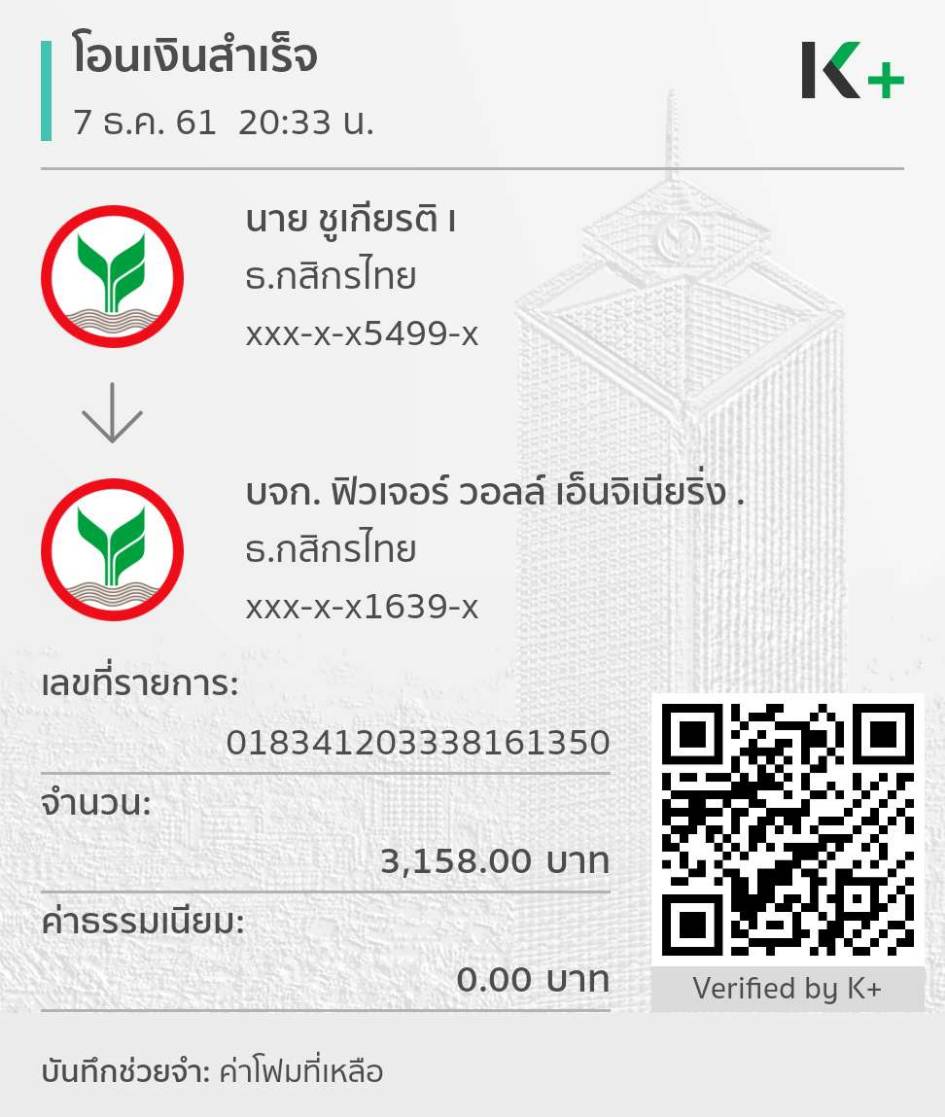 โอนเงินสำเร็จ
7 ธ.ค. 61 20:33 น.
K+
นาย ชูเกียรติ เ
ธ.กสิกรไทย
xxx-x-x5499-x
บจก. ฟิวเจอร์ วอลล์ เอ็นจิเนียริ่ง .
ธ.กสิกรไทย
xxx-x-x1639-x
เลขที่รายการ:
018341203338161350
จำนวน:
3,158.00 บาท
ค่าธรรมเนียม:
0.00 บาท
Verified by K+
บันทึกช่วยจำ: ค่าโฟมที่เหลือ